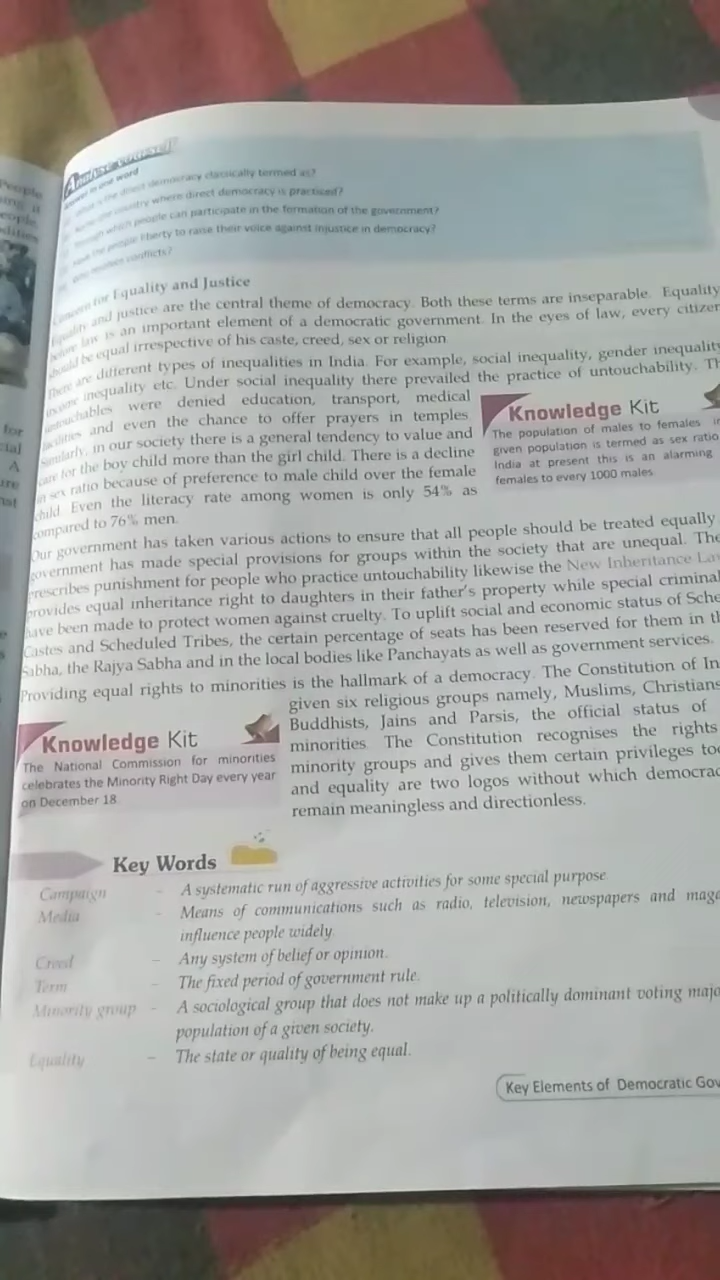 Analyse yourself
Answer in one word
What is the direct democracy classically termed as?
country where direct democracy is practiced?
Through which people can participate in the formation of the government?
the people liberty to raise their voice against injustice in democracy?
conflicts?
Concern for Equality and Justice
Equality and justice are the central theme of democracy. Both these terms are inseparable. Equality
before law is an important element of a democratic government. In the eyes of law, every citizen
should be equal irrespective of his caste, creed, sex or religion.
There are different types of inequalities in India. For example, social inequality, gender inequality
income inequality etc. Under social inequality there prevailed the practice of untouchability. Th
untouchables were denied education, transport, medical
facilities and even the chance to offer prayers in temples.
Similarly, in our society there is a general tendency to value and
care for the boy child more than the girl child. There is a decline
in sex ratio because of preference to male child over the female
child. Even the literacy rate among women is only 54% as
compared to 76% men.
Knowledge Kit
The population of males to females in
given population is termed as sex ratio
India at present this is an alarming
females to every 1000 males
Our government has taken various actions to ensure that all people should be treated equally
government has made special provisions for groups within the society that are unequal. The
prescribes punishment for people who practice untouchability likewise the New Inheritance La
provides equal inheritance right to daughters in their father's property while special criminal
have been made to protect women against cruelty. To uplift social and economic status of Sche
Castes and Scheduled Tribes, the certain percentage of seats has been reserved for them in th
Sabha, the Rajya Sabha and in the local bodies like Panchayats as well as government services.
Providing equal rights to minorities is the hallmark of a democracy. The Constitution of In
given six religious groups namely, Muslims, Christians
Buddhists, Jains and Parsis, the official status of
minorities. The Constitution recognises the rights
minority groups and gives them certain privileges too
and equality are two logos without which democrac
remain meaningless and directionless.
Knowledge Kit
The National Commission for minorities
celebrates the Minority Right Day every year
on December 18.
Key Words
Campaign – A systematic run of aggressive activities for some special purpose
Media – Means of communications such as radio, television, newspapers and maga
influence people widely.
Creed – Any system of belief or opinion.
Term – The fixed period of government rule.
Minority group – A sociological group that does not make up a politically dominant voting majo
population of a given society.
Equality – The state or quality of being equal.
Key Elements of Democratic Gov